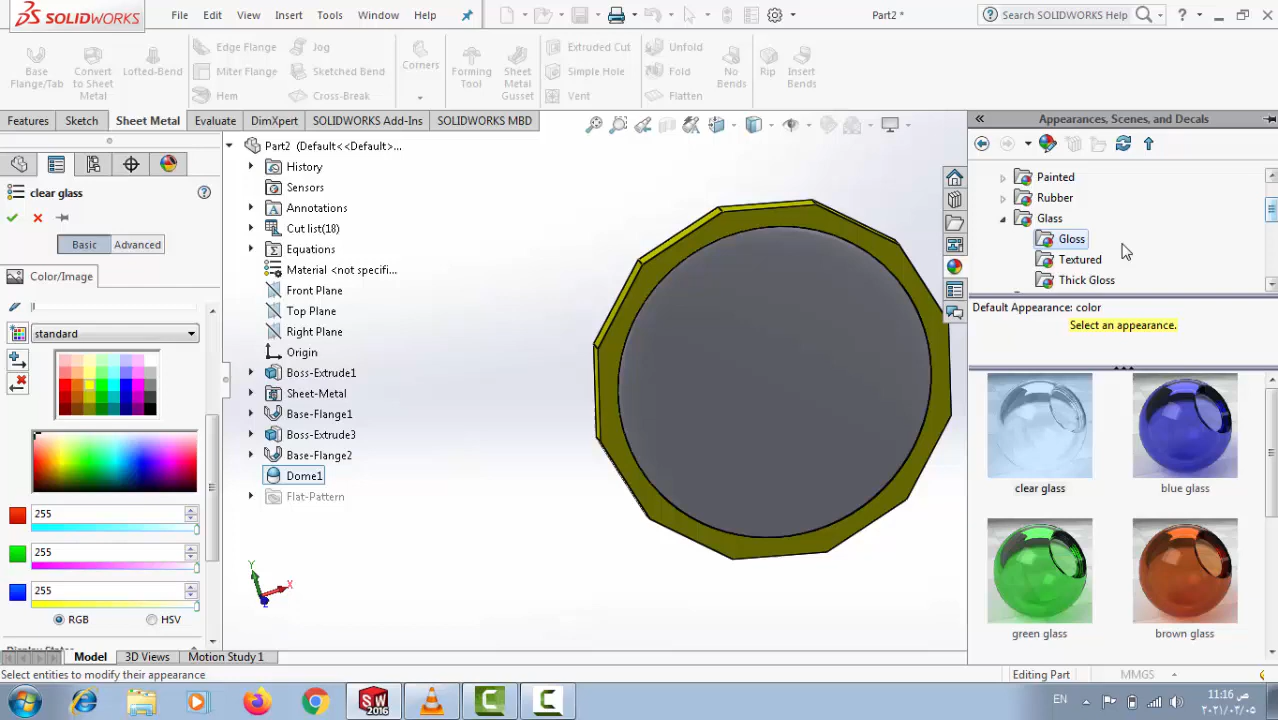 SOLIDWORKS File Edit View Insert Tools Window Help Part2 * Search SOLIDWORKS Help
Base Flange/Tab Convert to Sheet Metal Lofted-Bend Edge Flange Miter Flange Hem Jog Sketched Bend Cross-Break Corners Forming Tool Sheet Metal Gusset Extruded Cut Simple Hole Vent Unfold Fold Flatten No Bends Rip Insert Bends
Features Sketch Sheet Metal Evaluate DimXpert SOLIDWORKS Add-Ins SOLIDWORKS MBD
Appearances, Scenes, and Decals
clear glass
Basic Advanced
Color/Image
standard
255
255
255
RGB HSV
Part2 (Default<<Default>...
History
Sensors
Annotations
Cut list(18)
Equations
Material <not specifi...
Front Plane
Top Plane
Right Plane
Origin
Boss-Extrude1
Sheet-Metal
Base-Flange1
Boss-Extrude3
Base-Flange2
Dome1
Flat-Pattern
Y
X
Z
Painted
Rubber
Glass
Gloss
Textured
Thick Gloss
Default Appearance: color
Select an appearance.
clear glass blue glass
green glass brown glass
Model 3D Views Motion Study 1
Select entities to modify their appearance Editing Part MMGS
SW 2016
EN
11:16 ص
٢٠٢١/٠٣/٠٥